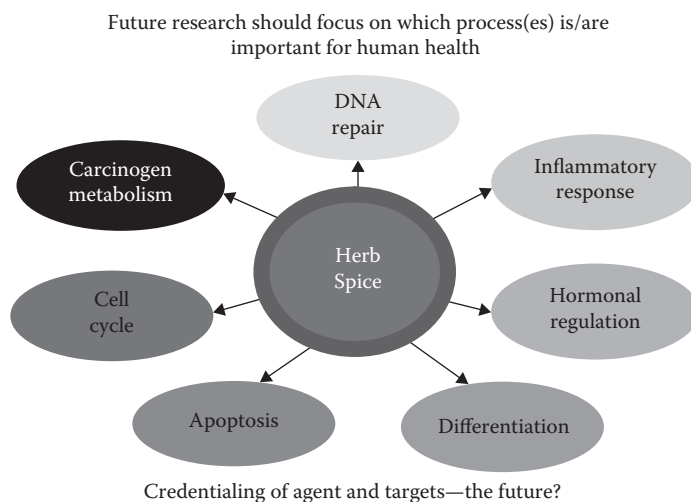 Future research should focus on which process(es) is/are
important for human health
DNA
repair
Carcinogen
metabolism
Inflammatory
response
Herb
Spice
Cell
cycle
Hormonal
regulation
Apoptosis
Differentiation
Credentialing of agent and targets—the future?